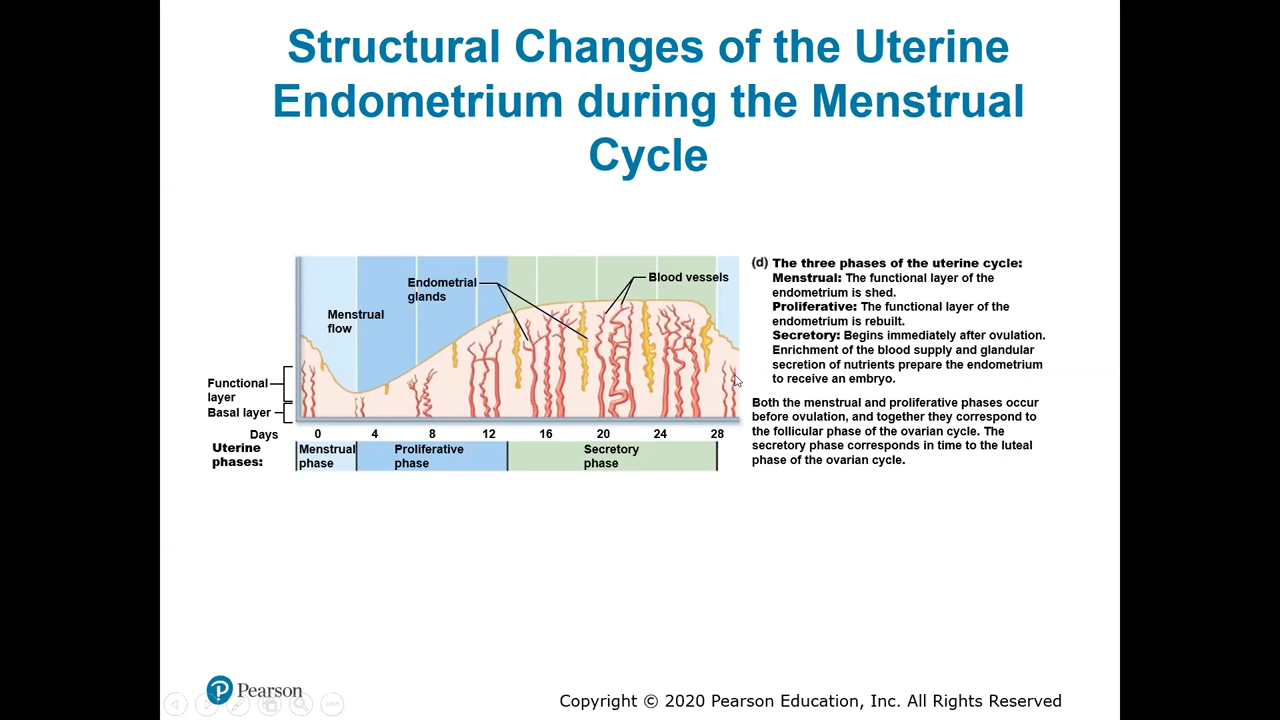 Structural Changes of the Uterine
Endometrium during the Menstrual
Cycle
Endometrial
glands
Blood vessels
Menstrual
flow
Functional
layer
Basal layer
Days 0 4 8 12 16 20 24 28
Uterine
phases:
Menstrual
phase
Proliferative
phase
Secretory
phase
(d) The three phases of the uterine cycle:
Menstrual: The functional layer of the
endometrium is shed.
Proliferative: The functional layer of the
endometrium is rebuilt.
Secretory: Begins immediately after ovulation.
Enrichment of the blood supply and glandular
secretion of nutrients prepare the endometrium
to receive an embryo.
Both the menstrual and proliferative phases occur
before ovulation, and together they correspond to
the follicular phase of the ovarian cycle. The
secretory phase corresponds in time to the luteal
phase of the ovarian cycle.
P Pearson
Copyright © 2020 Pearson Education, Inc. All Rights Reserved